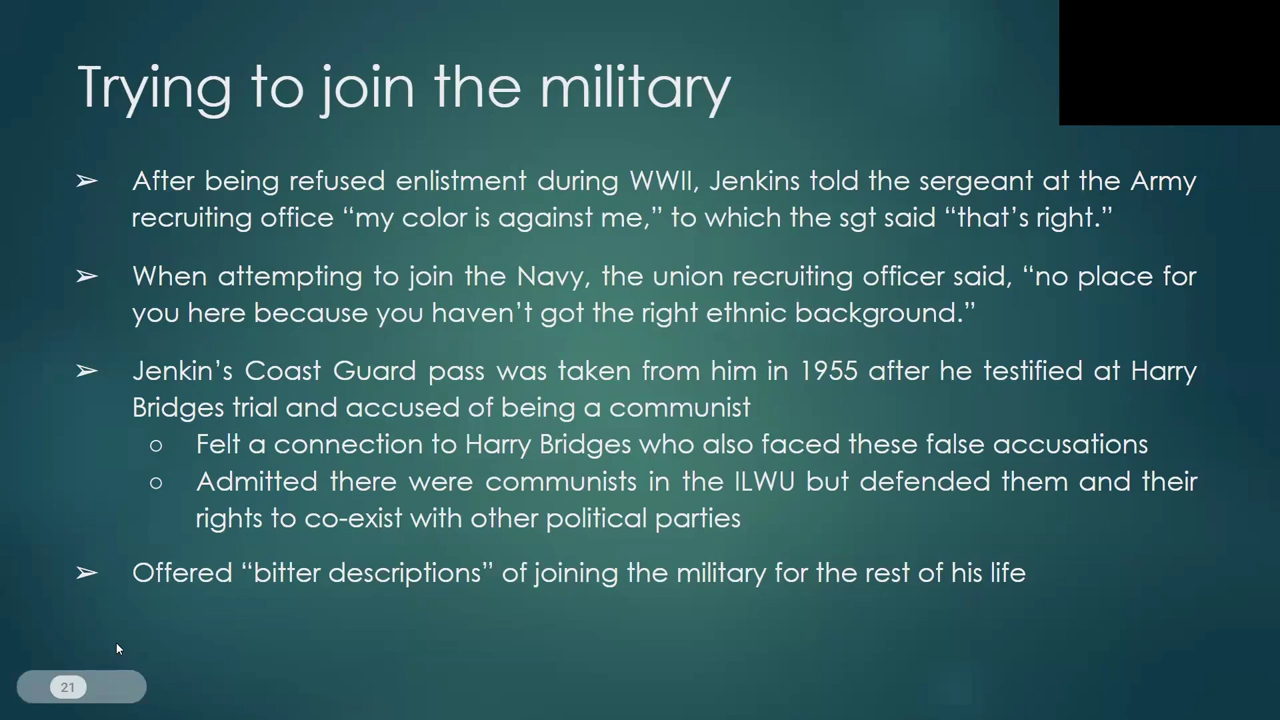 Trying to join the military
➢ After being refused enlistment during WWII, Jenkins told the sergeant at the Army
recruiting office “my color is against me,” to which the sgt said “that’s right.”
➢ When attempting to join the Navy, the union recruiting officer said, “no place for
you here because you haven’t got the right ethnic background.”
➢ Jenkin’s Coast Guard pass was taken from him in 1955 after he testified at Harry
Bridges trial and accused of being a communist
○ Felt a connection to Harry Bridges who also faced these false accusations
○ Admitted there were communists in the ILWU but defended them and their
rights to co-exist with other political parties
➢ Offered “bitter descriptions” of joining the military for the rest of his life
21